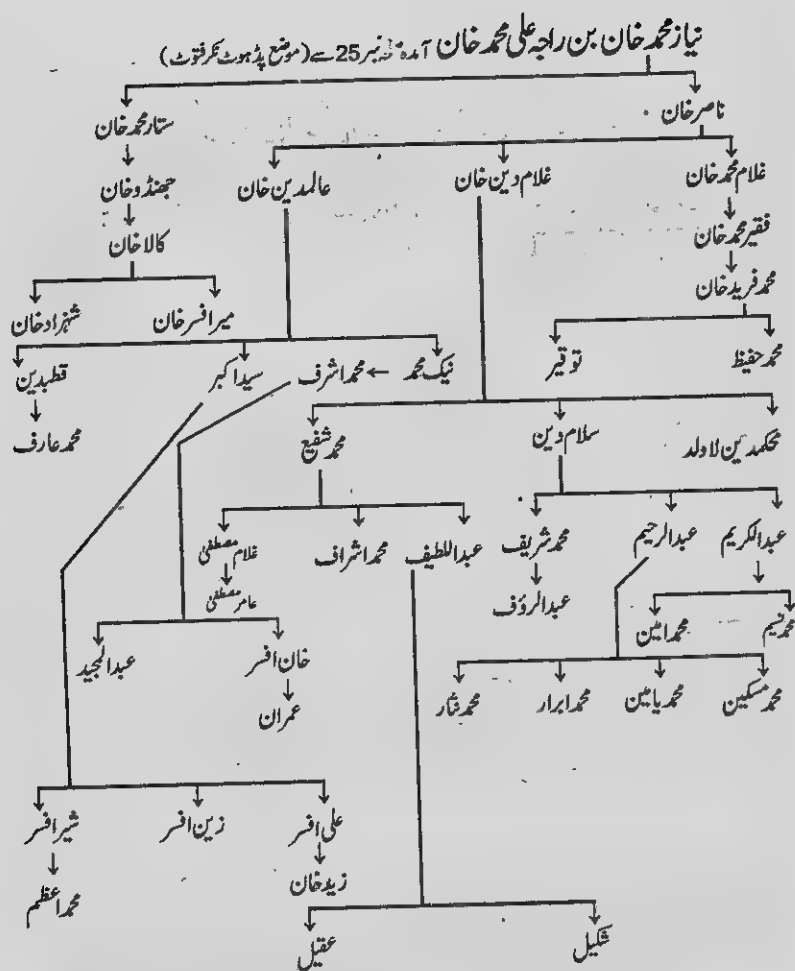 نیاز محمد خان بن راجہ علی محمد خان آمدہ نمبر 25 سے (موضع پڈہوٹ نکرفتوٹ)
ناصر خان ستار محمد خان
غلام محمد خان غلام دین خان عالمدین خان جھنڈو خان
فقیر محمد خان کالا خان
محمد فرید خان میر افسر خان شہزاد خان
محمد حفیظ توقیر نیک محمد ← محمد اشرف سید اکبر قطبدین
محمد عارف
محکمدین لاولد سلام دین محمد شفیع
عبدالکریم عبدالرحیم محمد شریف عبداللطیف محمد اشراف غلام مصطفیٰ
عبدالرؤف عامر مصطفیٰ
محمد نسیم محمد امین خان افسر عبدالمجید
محمد مسکین محمد یامین محمد ابرار محمد نثار عمران
علی افسر زین افسر شیر افسر
زید خان محمد اعظم
شکیل عقیل